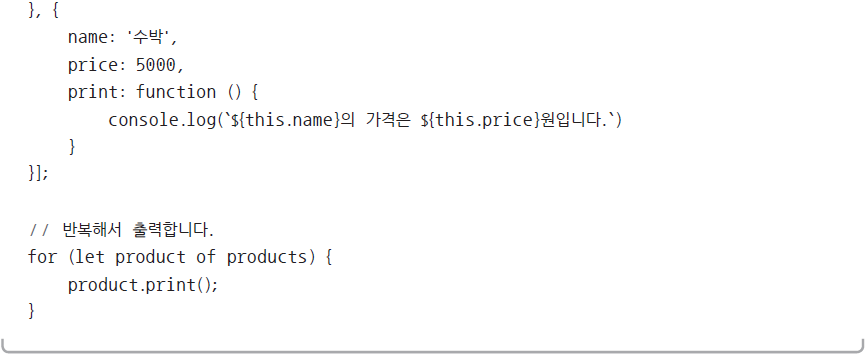 }, {
    name: '수박',
    price: 5000,
    print: function () {
        console.log(`${this.name}의 가격은 ${this.price}원입니다.`)
    }
}];

// 반복해서 출력합니다.
for (let product of products) {
    product.print();
}